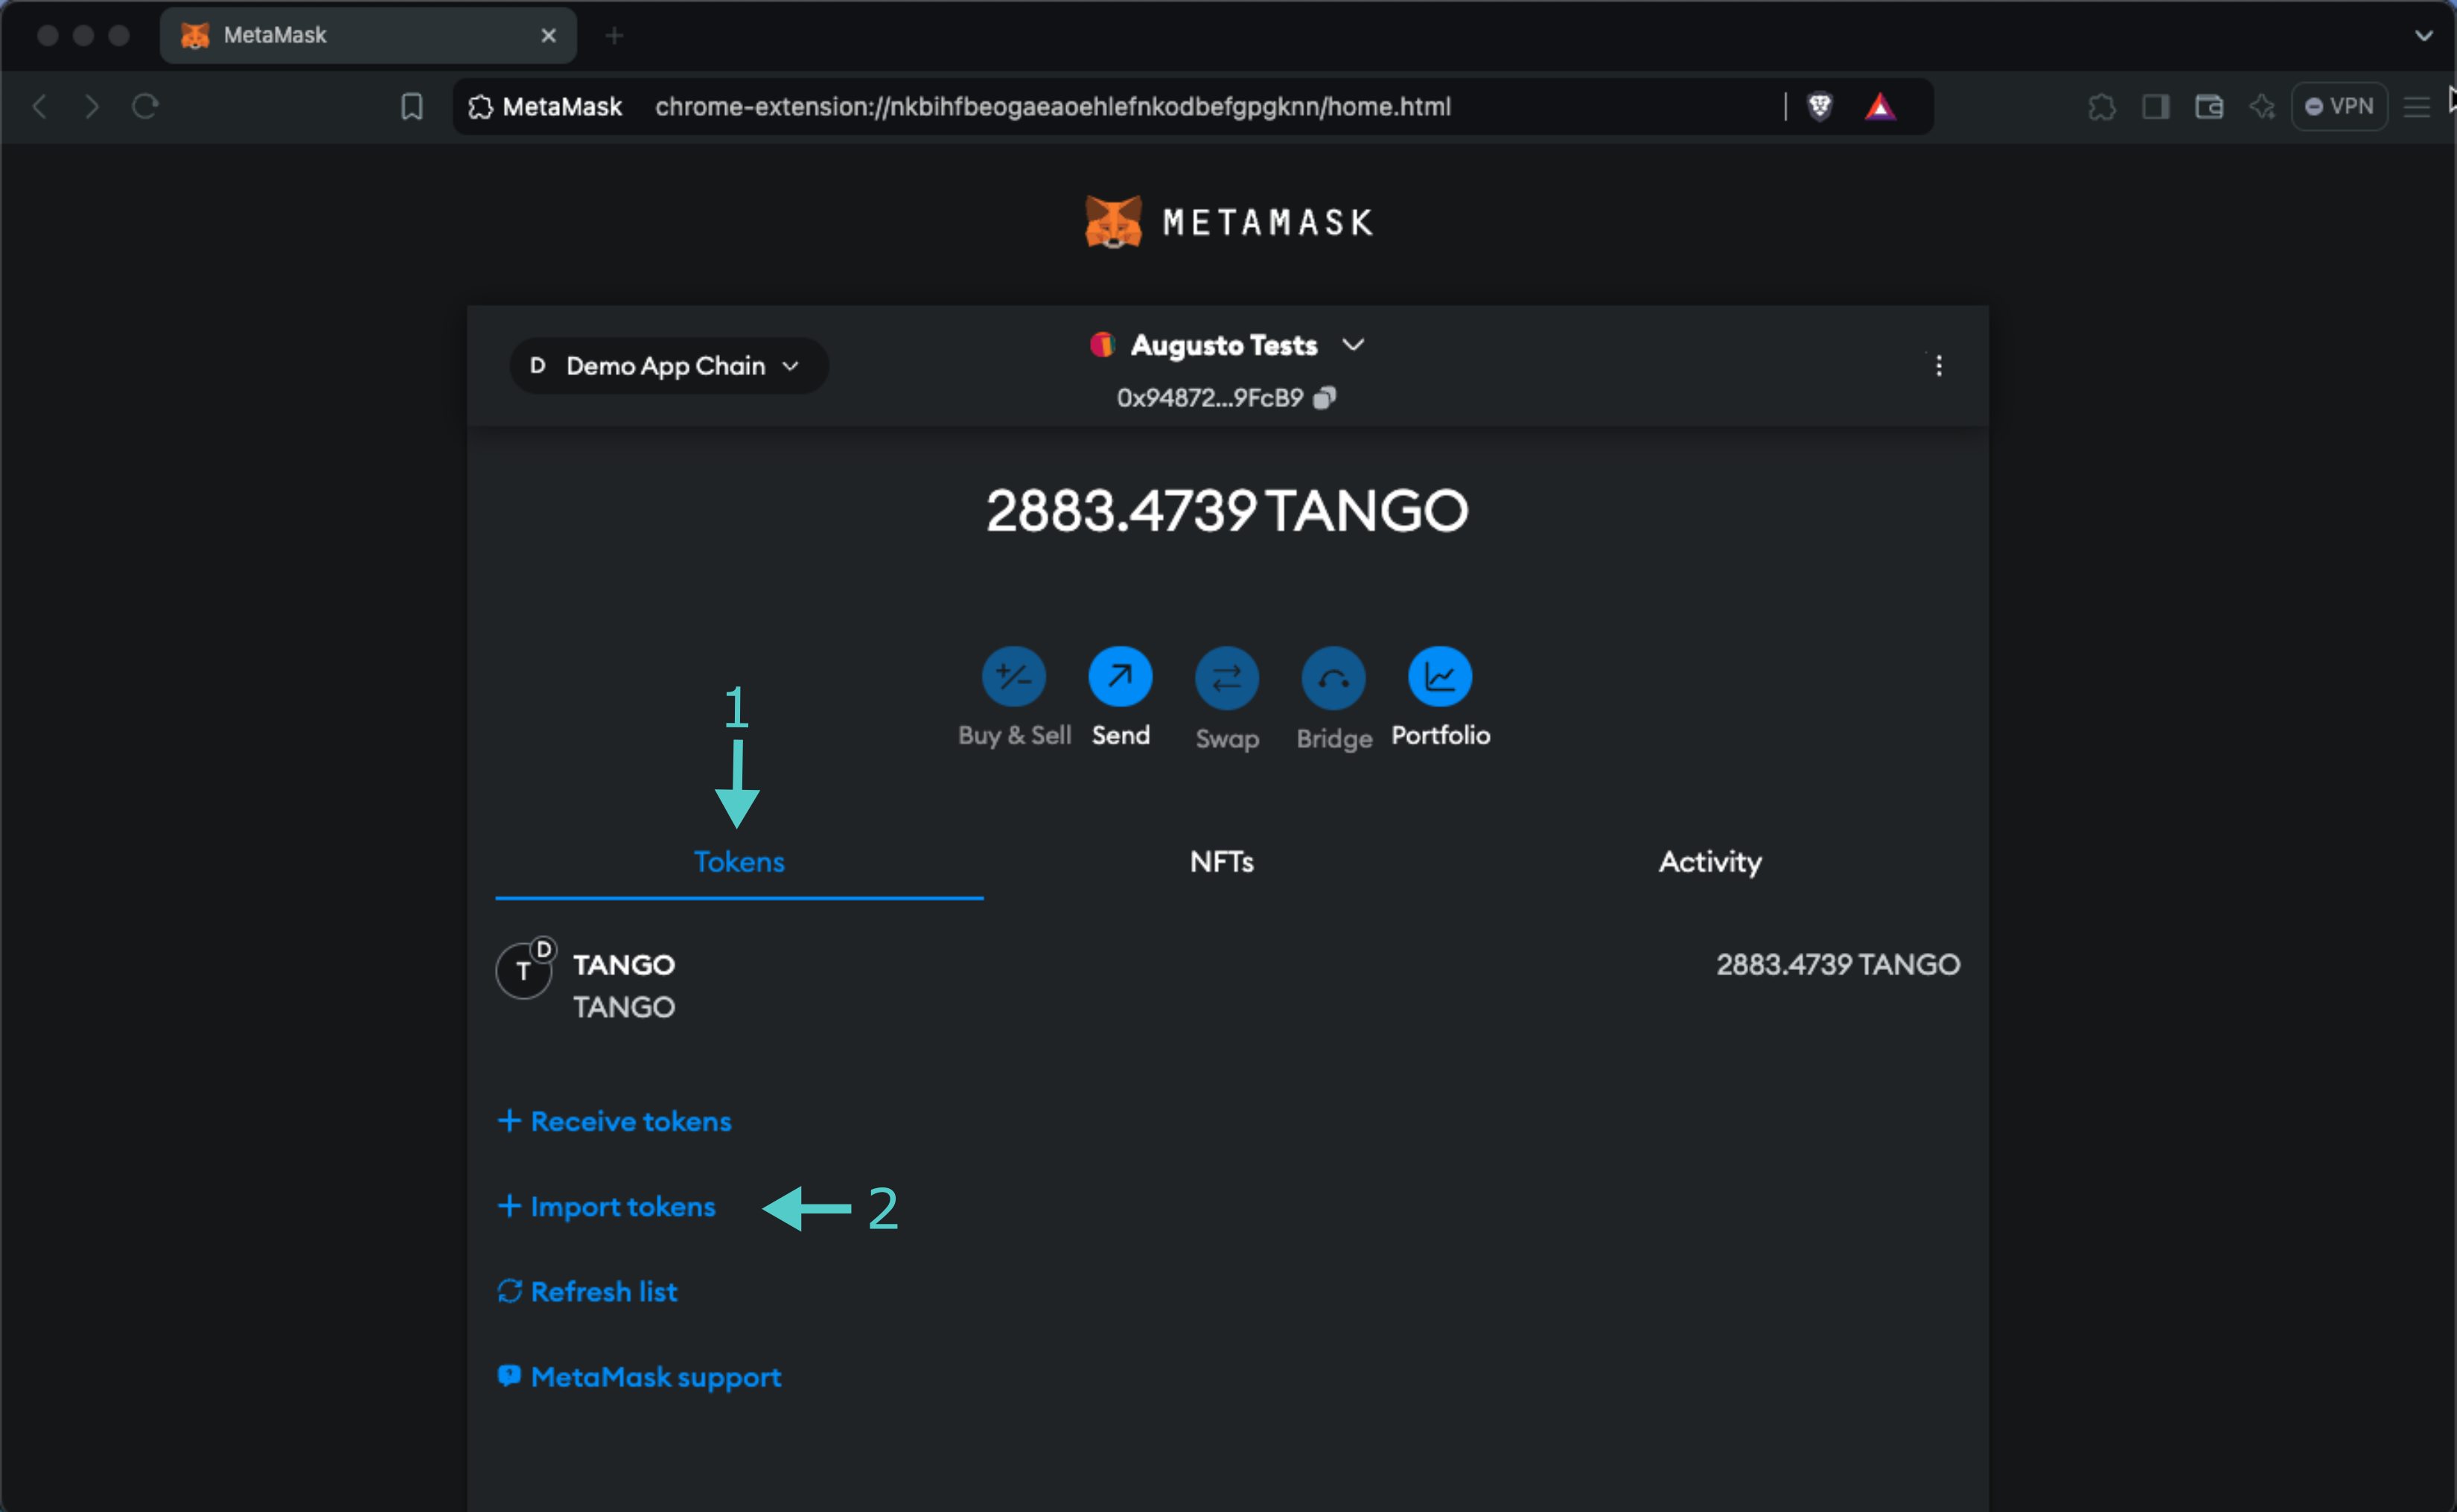 MetaMask
MetaMask chrome-extension://nkbihfbeogaeaoehlefnkodbefgpgknn/home.html
VPN
METAMASK
D Demo App Chain
Augusto Tests
0x94872...9FcB9
2883.4739 TANGO
Buy & Sell Send Swap Bridge Portfolio
1
Tokens NFTs Activity
T D
TANGO 2883.4739 TANGO
TANGO
+ Receive tokens
+ Import tokens 2
Refresh list
MetaMask support